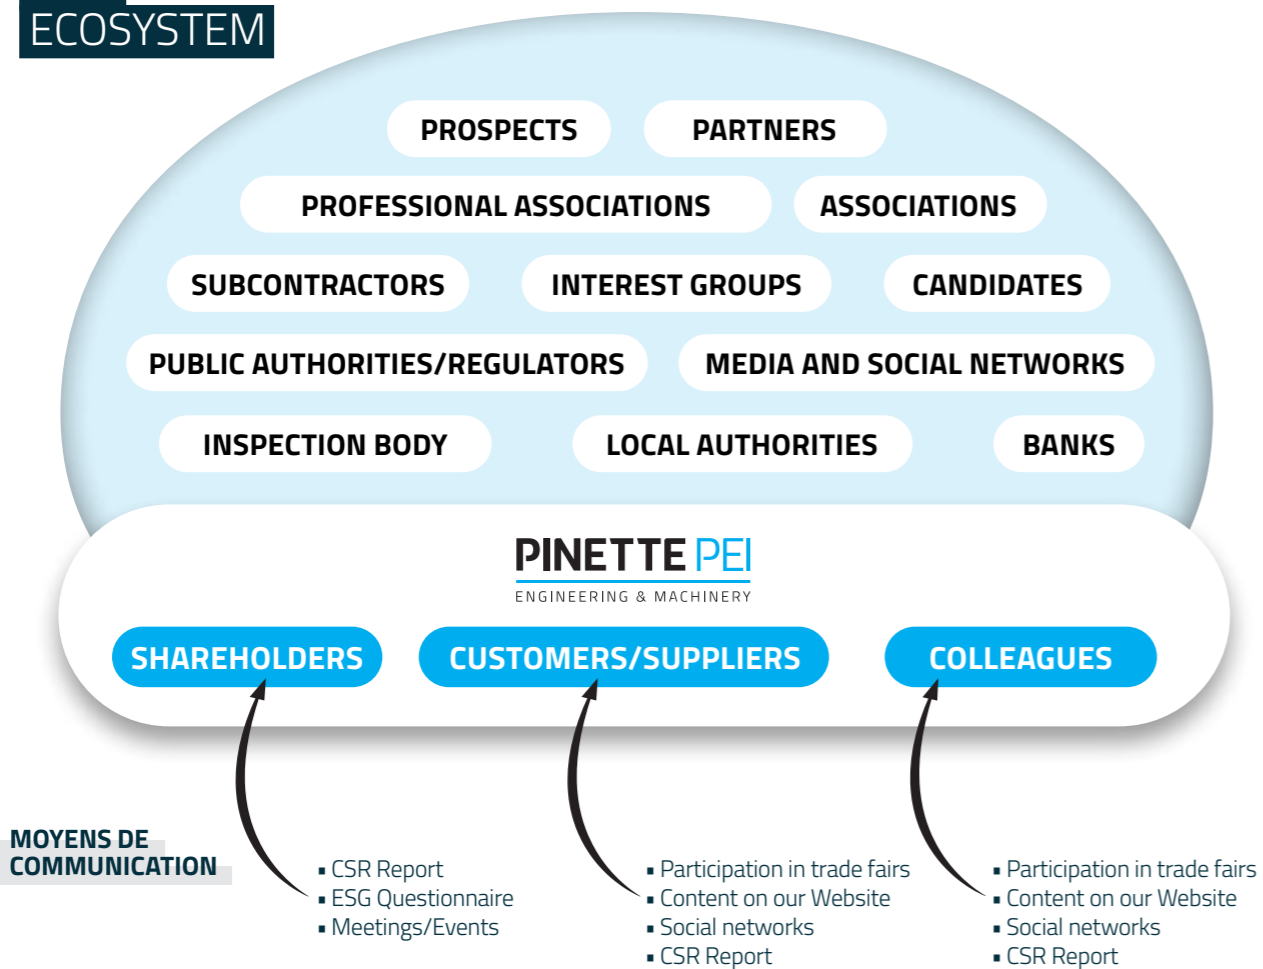 ECOSYSTEM
PROSPECTS
PARTNERS
PROFESSIONAL ASSOCIATIONS
ASSOCIATIONS
SUBCONTRACTORS
INTEREST GROUPS
CANDIDATES
PUBLIC AUTHORITIES/REGULATORS
MEDIA AND SOCIAL NETWORKS
INSPECTION BODY
LOCAL AUTHORITIES
BANKS
PINETTE PEI
ENGINEERING & MACHINERY
SHAREHOLDERS
CUSTOMERS/SUPPLIERS
COLLEAGUES
MOYENS DE
COMMUNICATION
▪ CSR Report
▪ ESG Questionnaire
▪ Meetings/Events
▪ Participation in trade fairs
▪ Content on our Website
▪ Social networks
▪ CSR Report
▪ Participation in trade fairs
▪ Content on our Website
▪ Social networks
▪ CSR Report